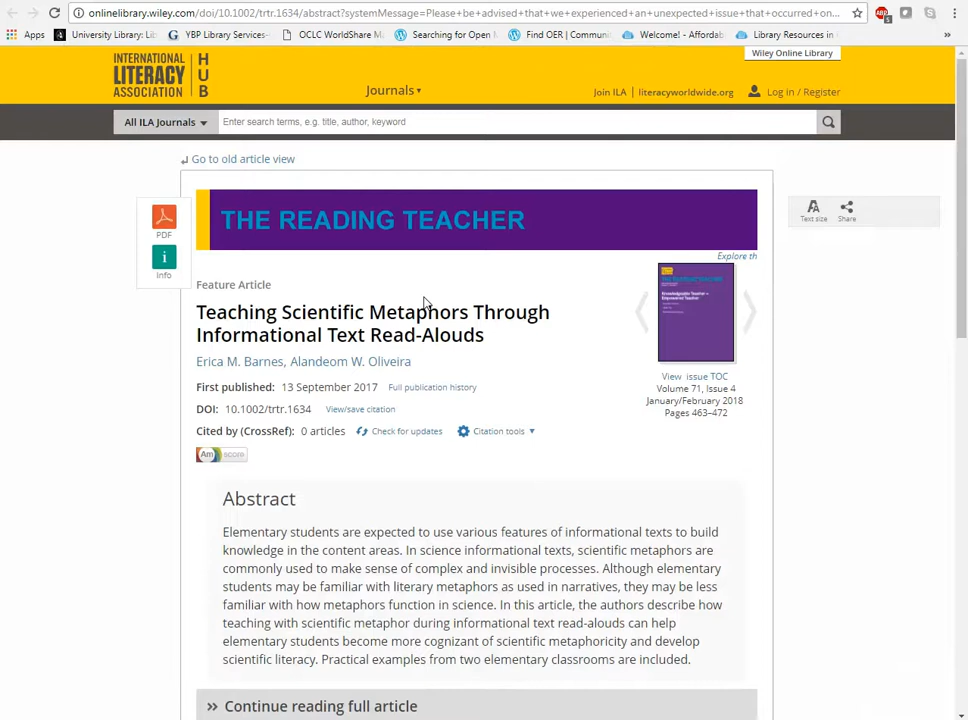 onlinelibrary.wiley.com/doi/10.1002/trtr.1634/abstract?systemMessage=Please+be+advised+that+we+experienced+an+unexpected+issue+that+occurred+on...
Apps University Library: Li YBP Library Services- OCLC WorldShare M Searching for Open M Find OER | Communi Welcome! - Affordab Library Resources in »
Wiley Online Library
INTERNATIONAL LITERACY ASSOCIATION HUB
Journals
Join ILA | literacyworldwide.org Log in / Register
All ILA Journals Enter search terms, e.g. title, author, keyword
Go to old article view
THE READING TEACHER
PDF
Info
Text size Share
Explore th
Feature Article
Teaching Scientific Metaphors Through
Informational Text Read-Alouds
Erica M. Barnes, Alandeom W. Oliveira
First published: 13 September 2017 Full publication history
DOI: 10.1002/trtr.1634 View/save citation
Cited by (CrossRef): 0 articles Check for updates Citation tools
Am score
View issue TOC
Volume 71, Issue 4
January/February 2018
Pages 463–472
Abstract
Elementary students are expected to use various features of informational texts to build
knowledge in the content areas. In science informational texts, scientific metaphors are
commonly used to make sense of complex and invisible processes. Although elementary
students may be familiar with literary metaphors as used in narratives, they may be less
familiar with how metaphors function in science. In this article, the authors describe how
teaching with scientific metaphor during informational text read-alouds can help
elementary students become more cognizant of scientific metaphoricity and develop
scientific literacy. Practical examples from two elementary classrooms are included.
» Continue reading full article